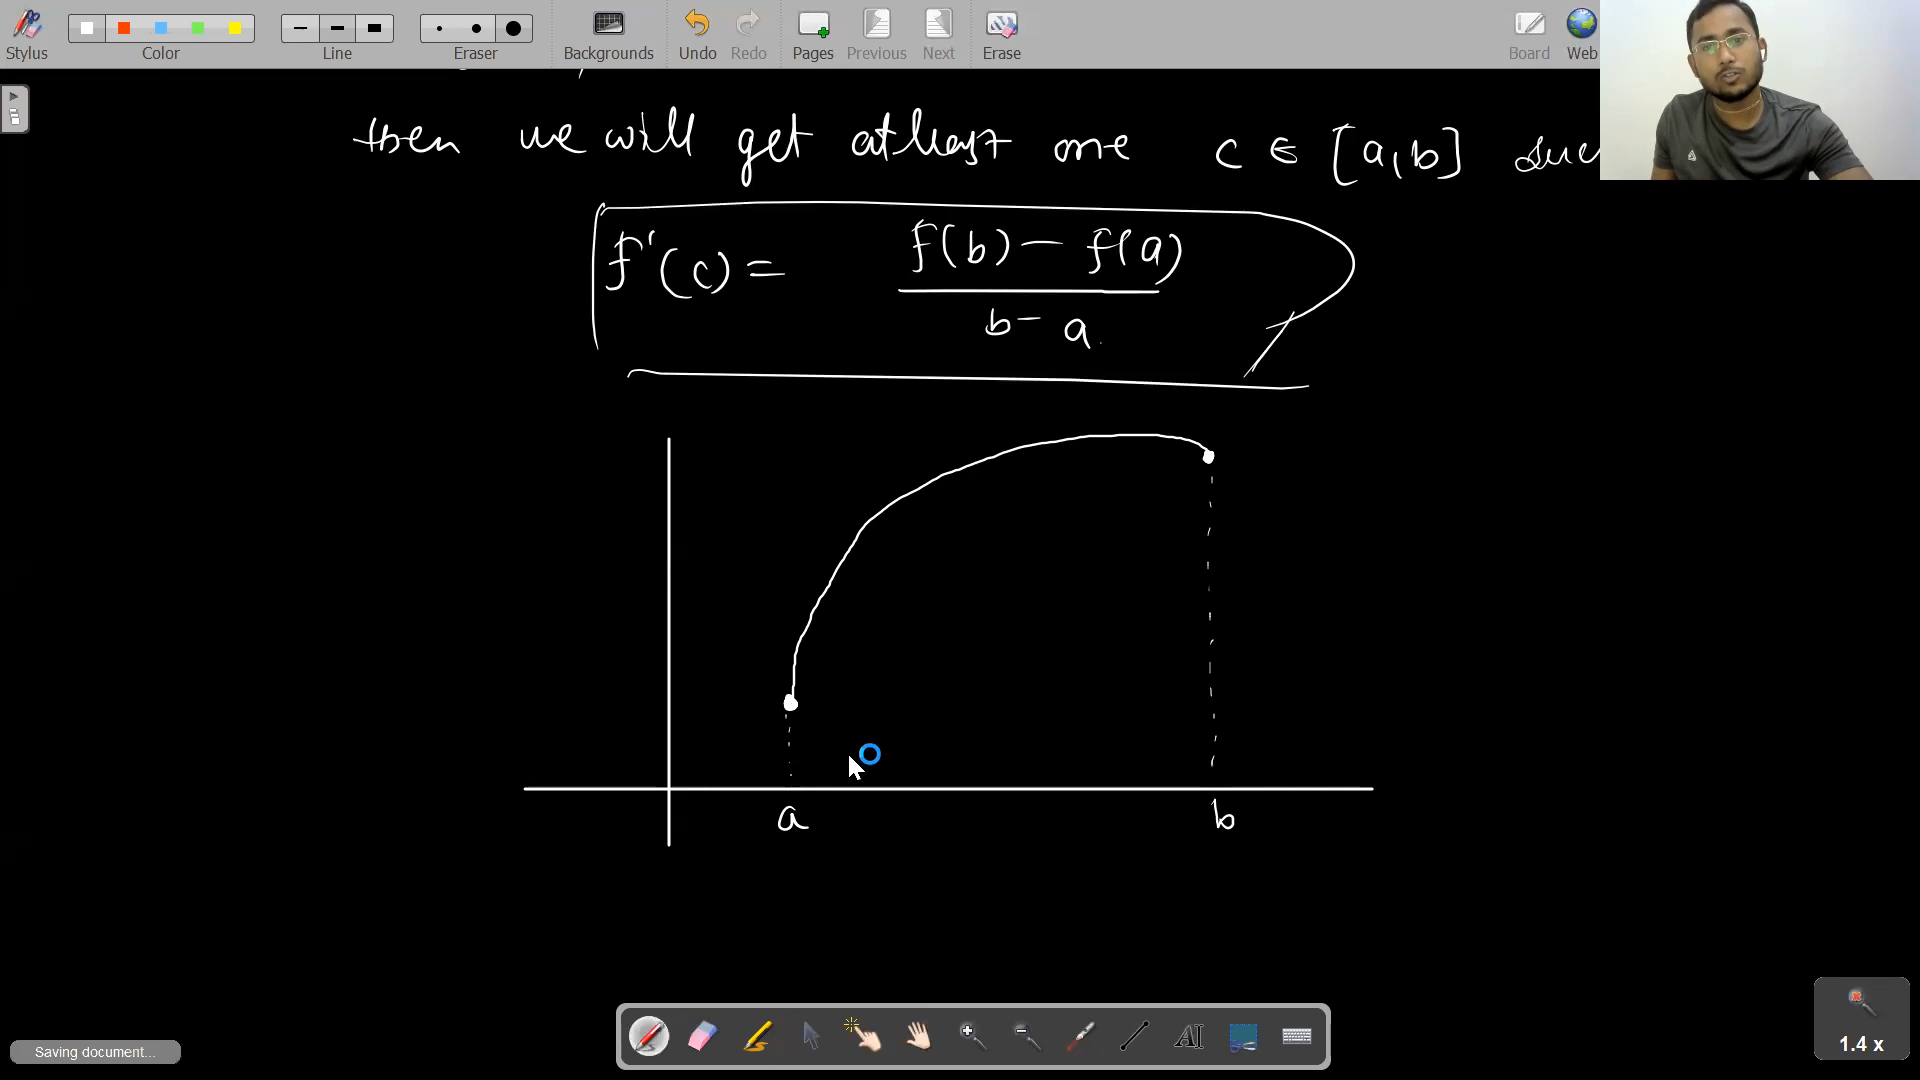 Stylus Color Line Eraser Backgrounds Undo Redo Pages Previous Next Erase Board Web
then we will get atleast one c ∈ [a,b]
f'(c) = f(b) - f(a)
b - a
a b
Saving document...
AI
1.4 x